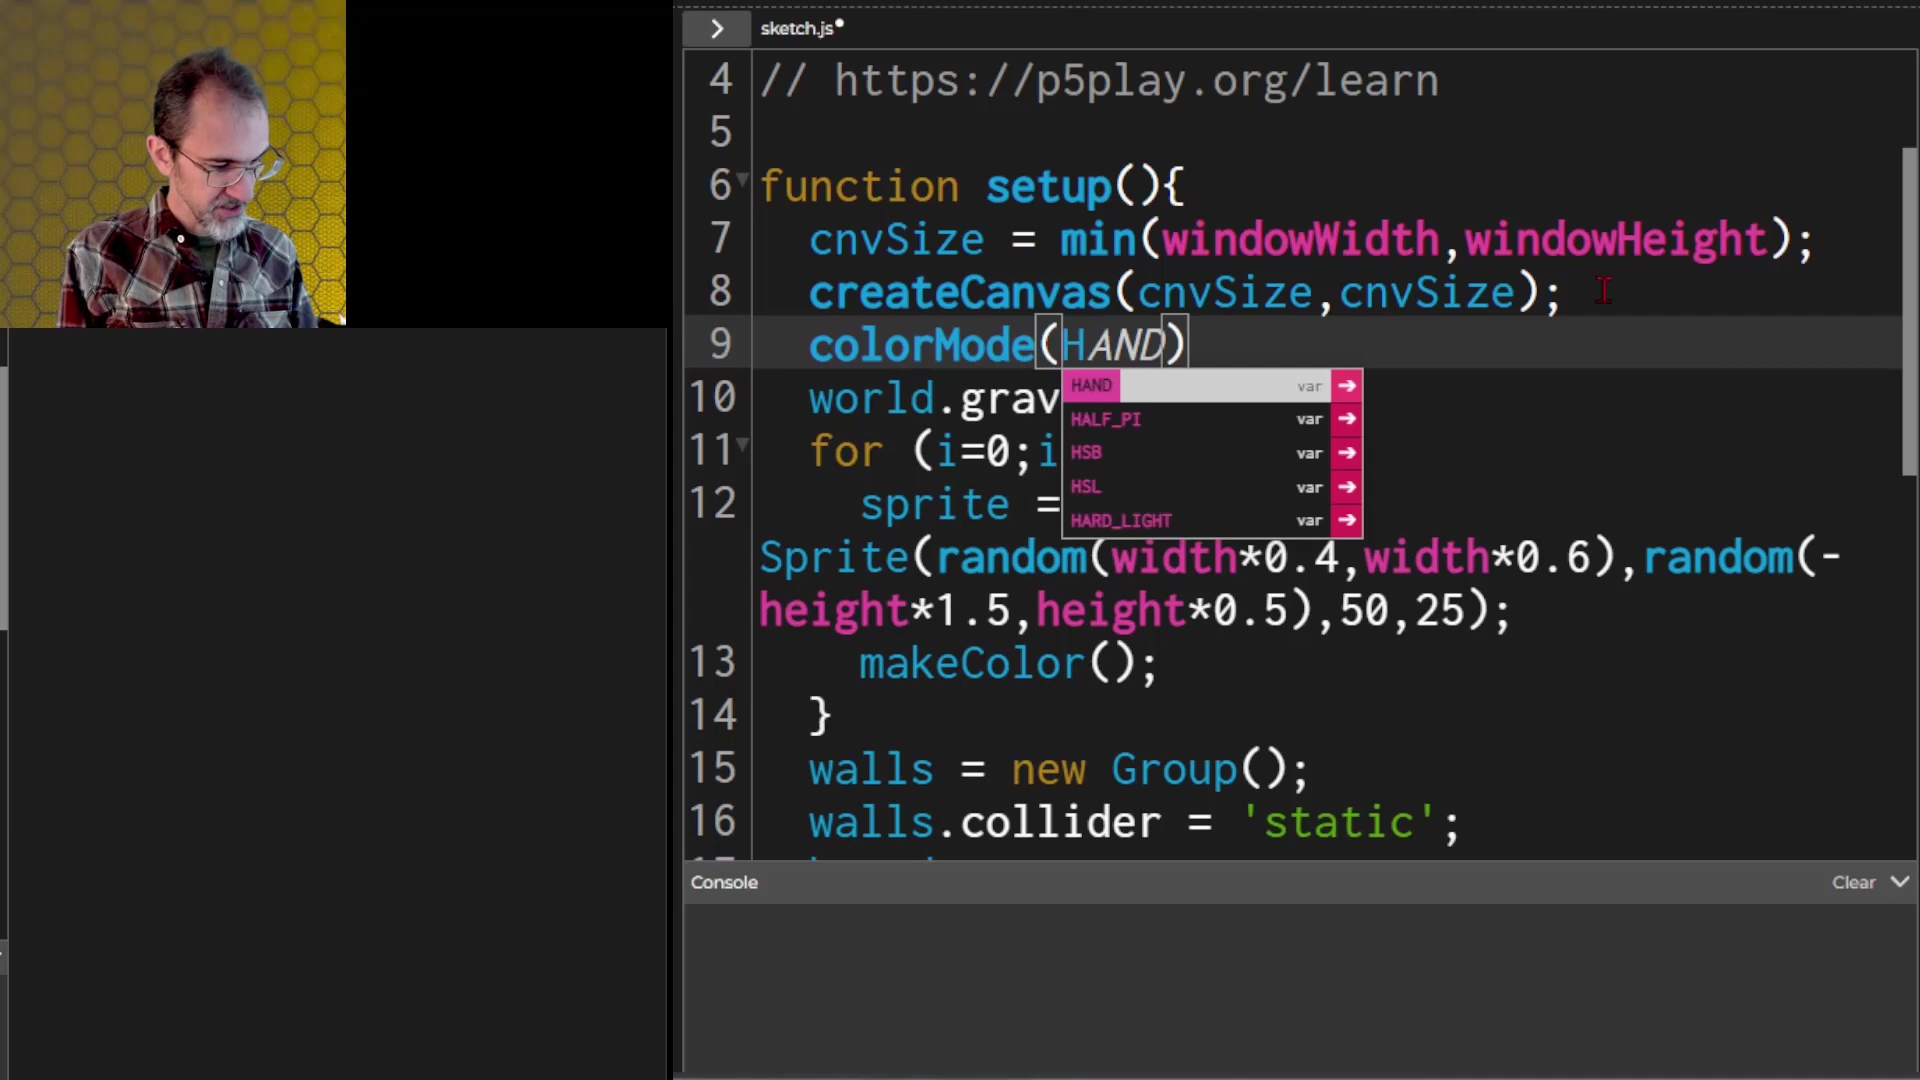 sketch.js•
4 // https://p5play.org/learn
5
6 function setup(){
7 cnvSize = min(windowWidth,windowHeight);
8 createCanvas(cnvSize,cnvSize);
9 colorMode(HAND)
HAND var
10 world.grav
HALF_PI var
11 for (i=0;i
HSB var
HSL var
12 sprite =
HARD_LIGHT var
Sprite(random(width*0.4,width*0.6),random(-
height*1.5,height*0.5),50,25);
13 makeColor();
14 }
15 walls = new Group();
16 walls.collider = 'static';
Console Clear